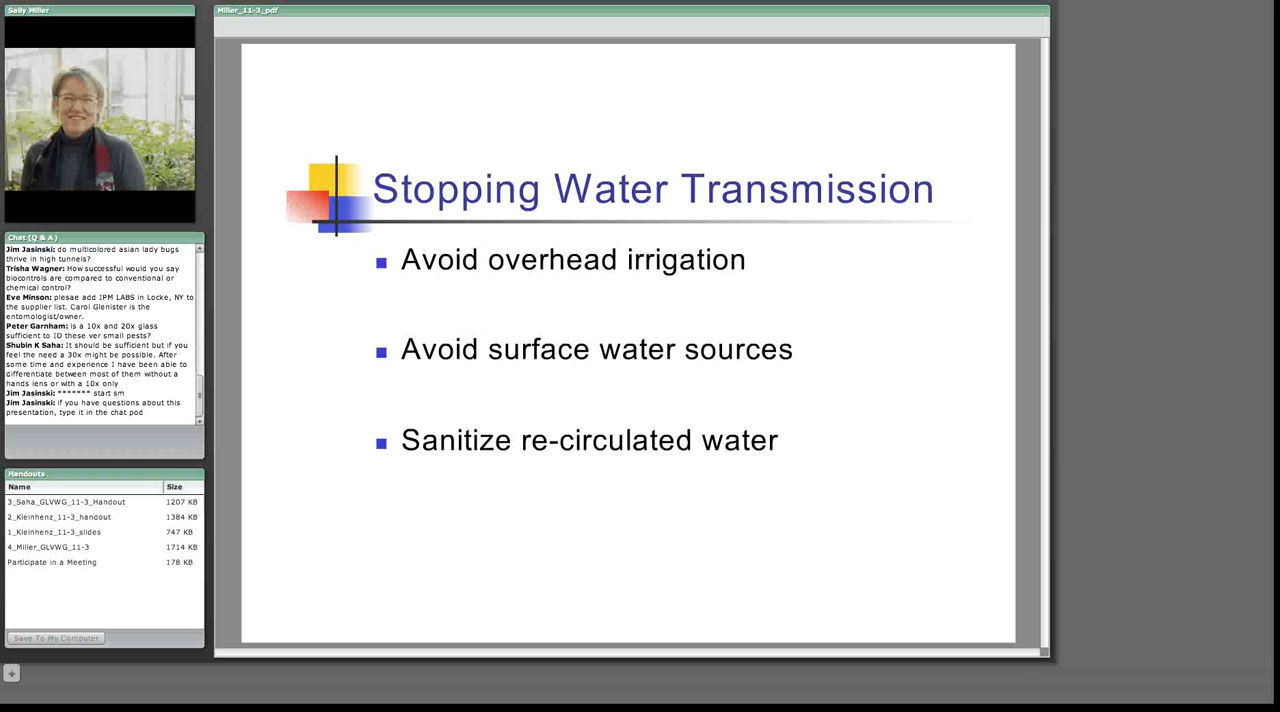 Sally Miller
Miller_11-3_pdf
Stopping Water Transmission
Avoid overhead irrigation
Avoid surface water sources
Sanitize re-circulated water
Chat (Q & A)
Jim Jasinski: do multicolored asian lady bugs
thrive in high tunnels?
Trisha Wagner: How successful would you say
biocontrols are compared to conventional or
chemical control?
Eve Minson: plesae add IPM LABS in Locke, NY to
the supplier list. Carol Glenister is the
entomologist/owner.
Peter Garnham: is a 10x and 20x glass
sufficient to ID these ver small pests?
Shubin K Saha: It should be sufficient but if you
feel the need a 30x might be possible. After
some time and experience I have been able to
differentiate between most of them without a
hands lens or with a 10x only
Jim Jasinski: ******* start sm
Jim Jasinski: If you have questions about this
presentation, type it in the chat pod
Handouts
Name Size
3_Saha_GLVWG_11-3_Handout 1207 KB
2_Kleinhenz_11-3_handout 1384 KB
1_Kleinhenz_11-3_slides 747 KB
4_Miller_GLVWG_11-3 1714 KB
Participate in a Meeting 178 KB
Save To My Computer